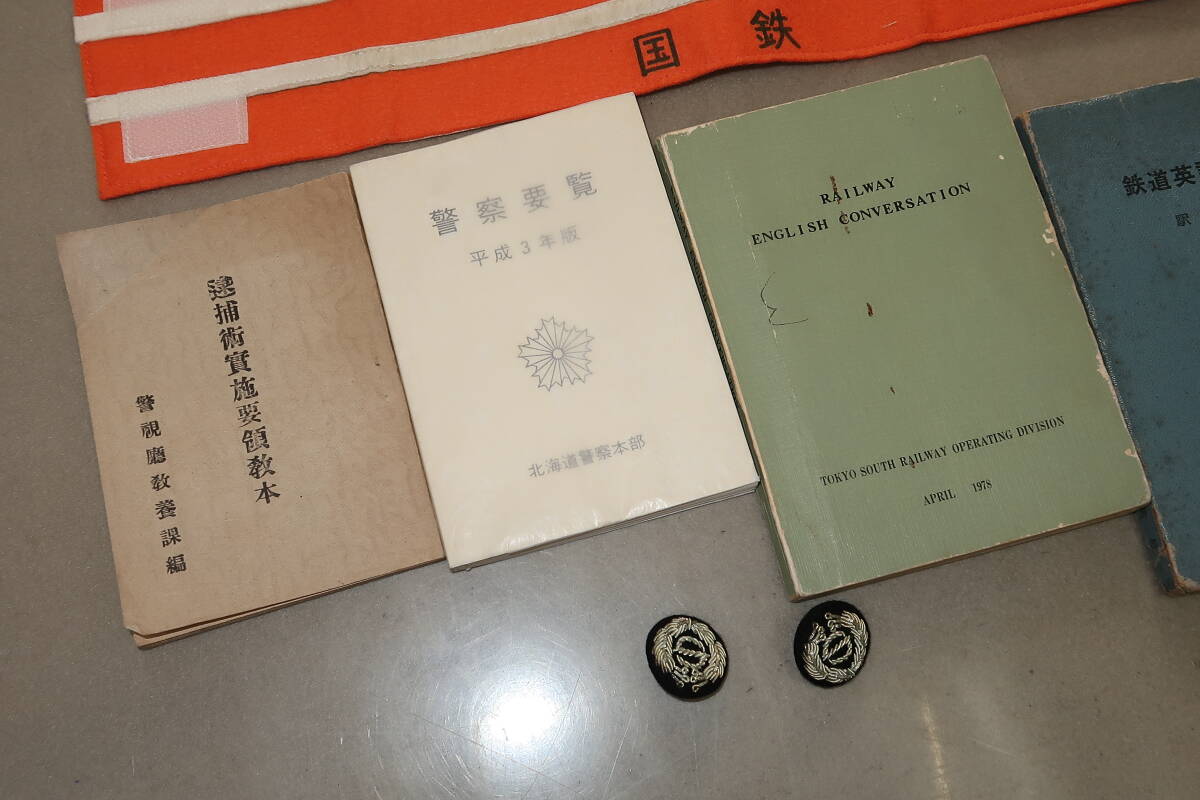 国鉄
逮捕術實施要領教本
警視廳教養課編
警察要覧
平成3年版
北海道警察本部
RAILWAY
ENGLISH CONVERSATION
TOKYO SOUTH RAILWAY OPERATING DIVISION
APRIL 1978
鉄道英
訳